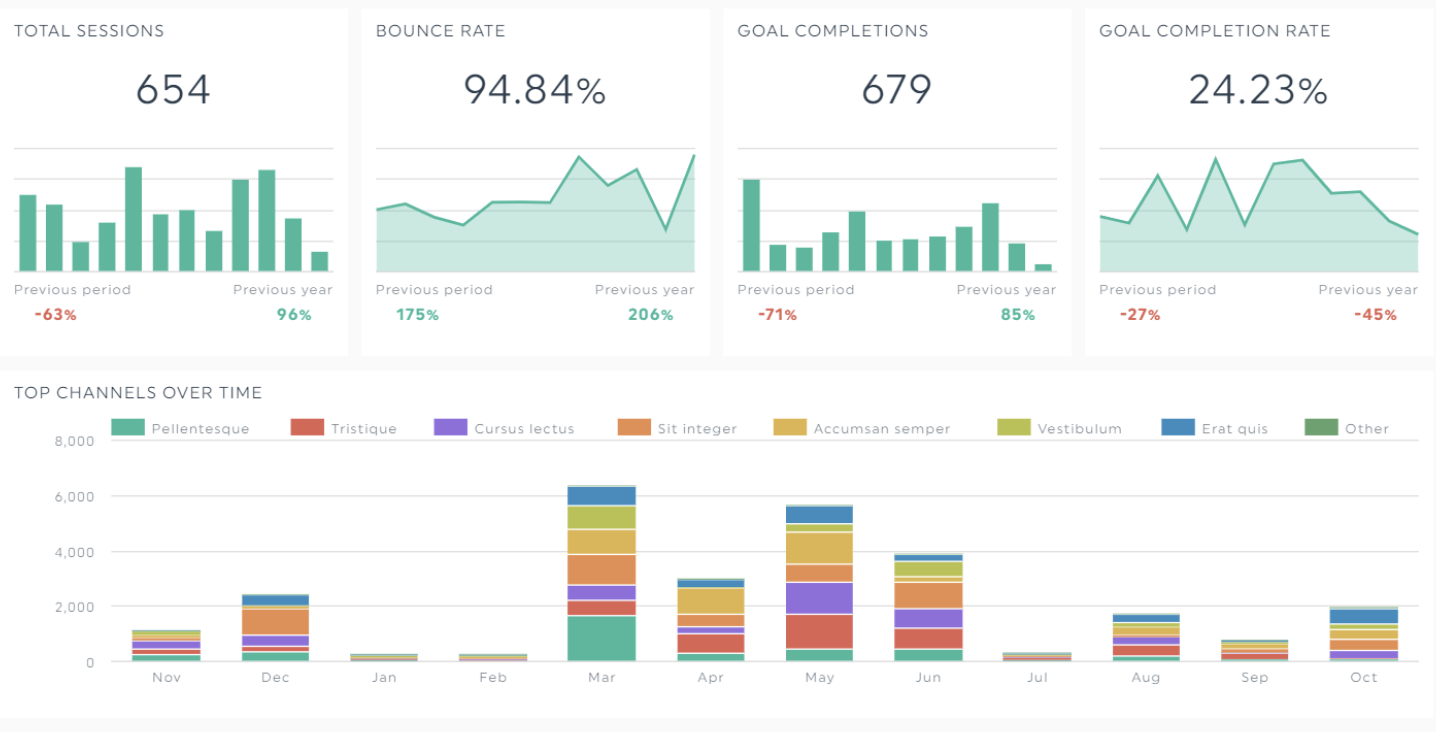 TOTAL SESSIONS
654
Previous period Previous year
-63% 96%
BOUNCE RATE
94.84%
Previous period Previous year
175% 206%
GOAL COMPLETIONS
679
Previous period Previous year
-71% 85%
GOAL COMPLETION RATE
24.23%
Previous period Previous year
-27% -45%
TOP CHANNELS OVER TIME
Pellentesque Tristique Cursus lectus Sit integer Accumsan semper Vestibulum Erat quis Other
8,000
6,000
4,000
2,000
0
Nov Dec Jan Feb Mar Apr May Jun Jul Aug Sep Oct